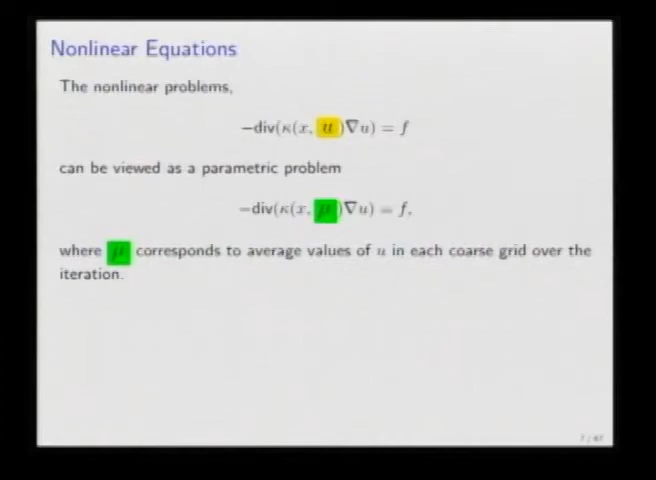 Nonlinear Equations
The nonlinear problems,
−div(κ(x, u)∇u) = f
can be viewed as a parametric problem
−div(κ(x, μ)∇u) = f,
where μ corresponds to average values of u in each coarse grid over the
iteration.